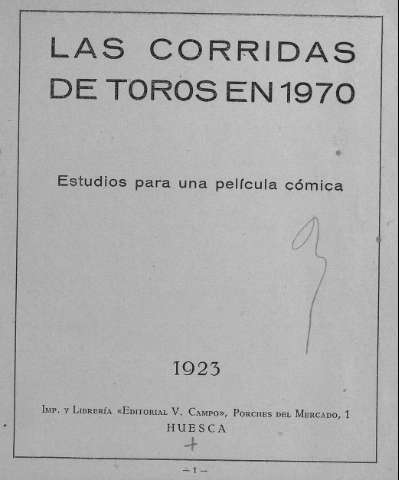 LAS CORRIDAS
DE TOROS EN 1970
Estudios para una película cómica
1923
Imp. y Librería «Editorial V. Campo», Porches del Mercado, 1
HUESCA
— 1 —